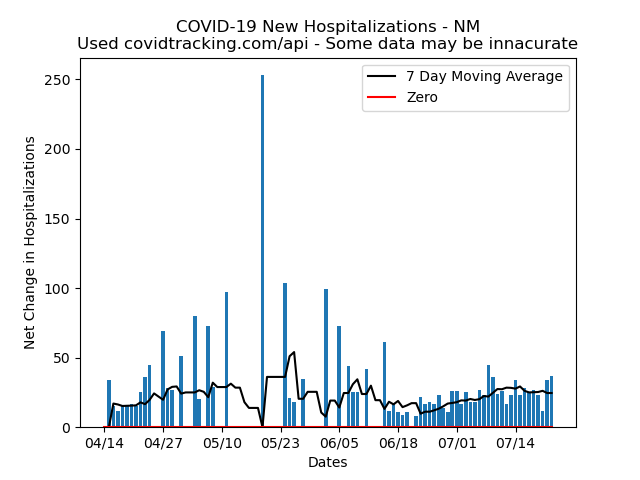 COVID-19 New Hospitalizations - NM
Used covidtracking.com/api - Some data may be innacurate
7 Day Moving Average
Zero
Net Change in Hospitalizations
250
200
150
100
50
0
04/14 04/27 05/10 05/23 06/05 06/18 07/01 07/14
Dates